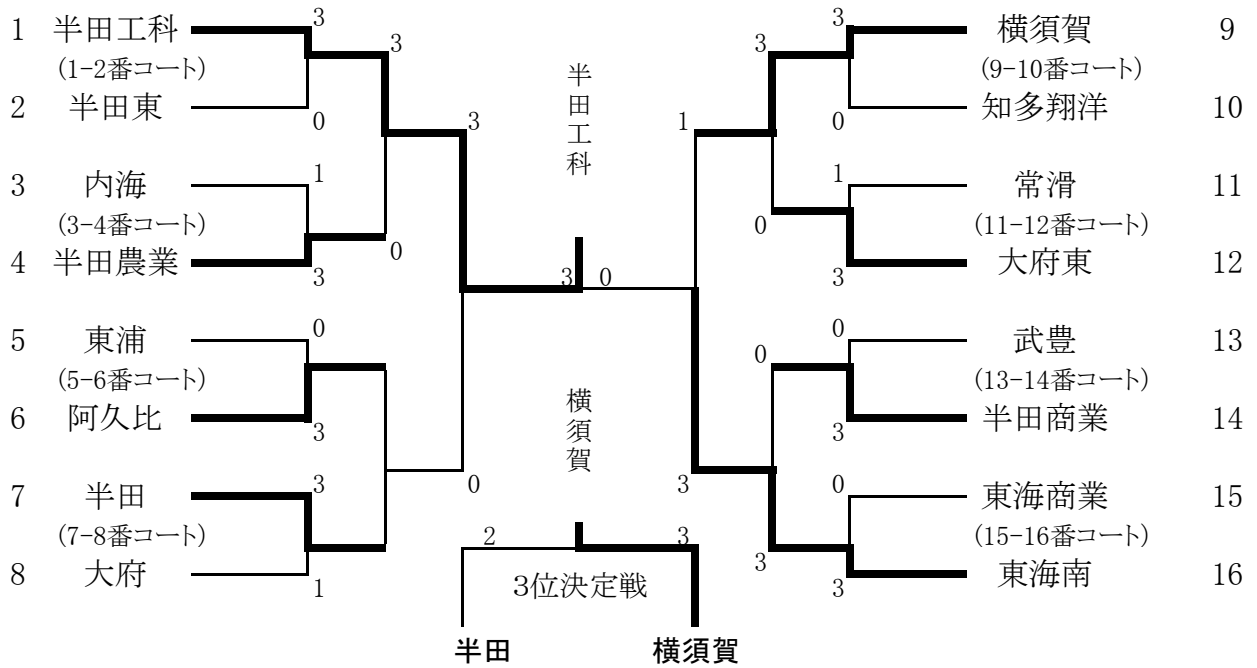 1 半田工科
(1-2番コート)
2 半田東
3
0
3
3 内海
(3-4番コート)
4 半田農業
1
3
0
3
5 東浦
(5-6番コート)
6 阿久比
0
3
7 半田
(7-8番コート)
8 大府
3
1
0
半田工科
3 0
横須賀
3
横須賀 9
(9-10番コート)
知多翔洋 10
0
3
1
常滑 11
(11-12番コート)
大府東 12
1
3
0
武豊 13
(13-14番コート)
半田商業 14
0
3
0
東海商業 15
(15-16番コート)
東海南 16
0
3
3
3
2 3
3位決定戦
半田 横須賀